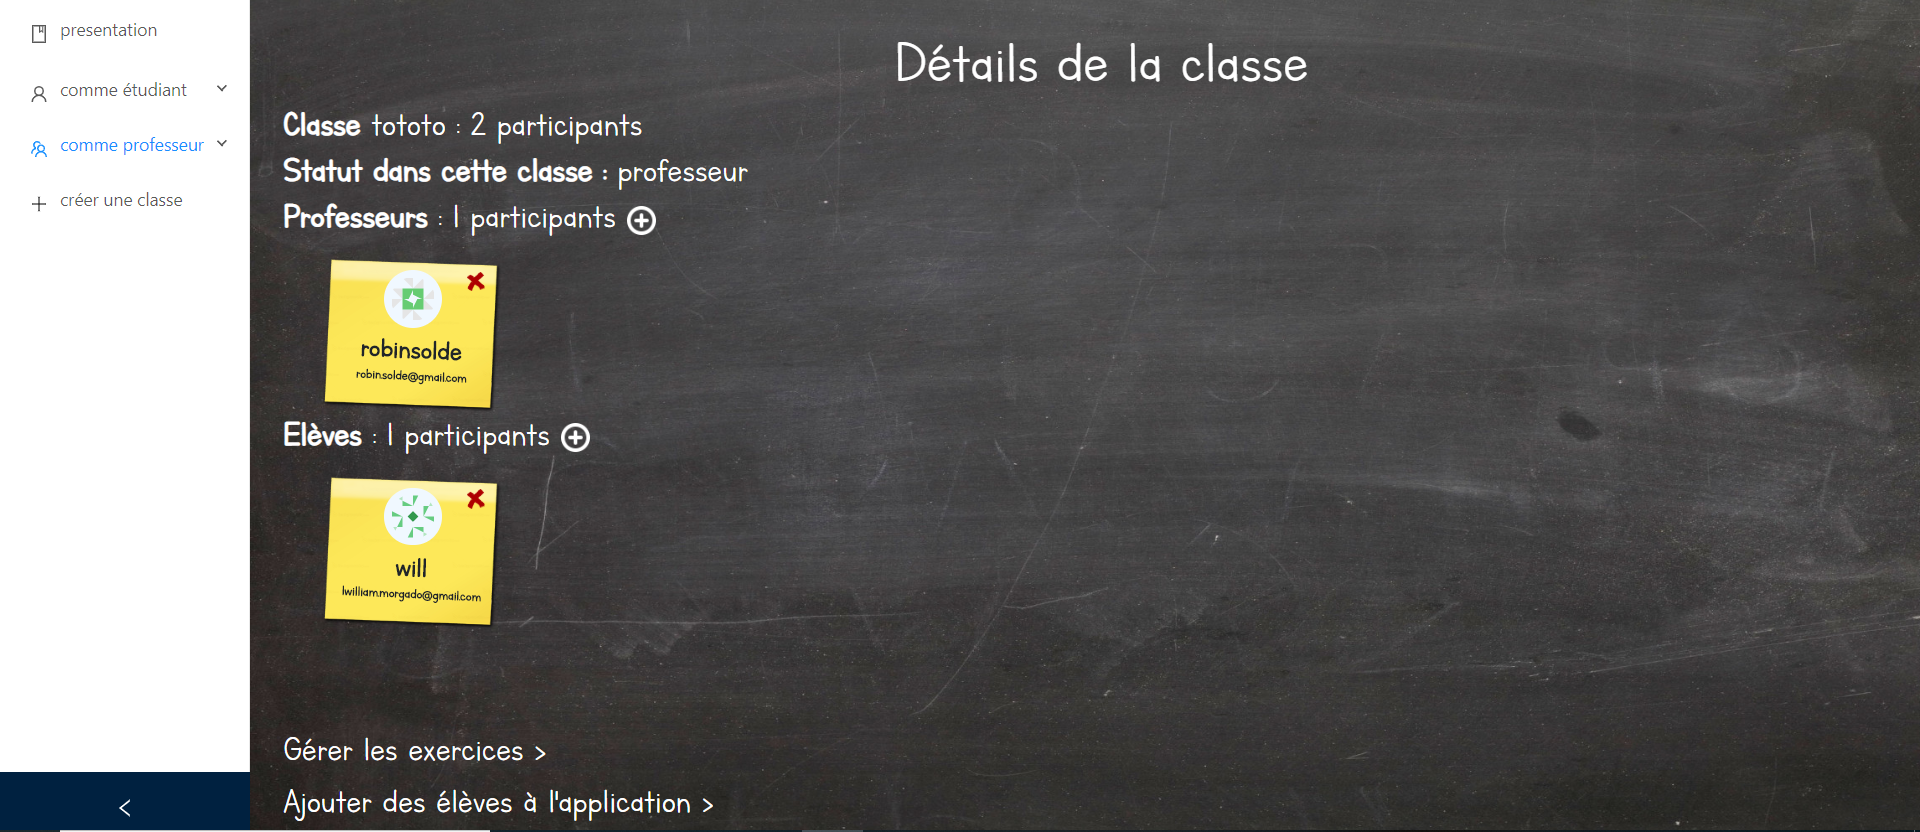 presentation
comme étudiant
comme professeur
créer une classe
Détails de la classe
Classe tototo : 2 participants
Statut dans cette classe : professeur
Professeurs : 1 participants
robinsolde
robin.solde@gmail.com
Elèves : 1 participants
will
lwilliam.morgado@gmail.com
Gérer les exercices >
Ajouter des élèves à l'application >